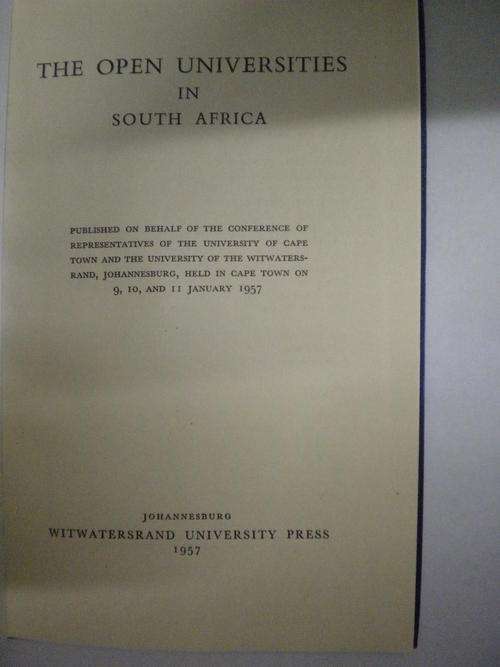 THE OPEN UNIVERSITIES
IN
SOUTH AFRICA
PUBLISHED ON BEHALF OF THE CONFERENCE OF
REPRESENTATIVES OF THE UNIVERSITY OF CAPE
TOWN AND THE UNIVERSITY OF THE WITWATERS-
RAND, JOHANNESBURG, HELD IN CAPE TOWN ON
9, 10, AND 11 JANUARY 1957
JOHANNESBURG
WITWATERSRAND UNIVERSITY PRESS
1957